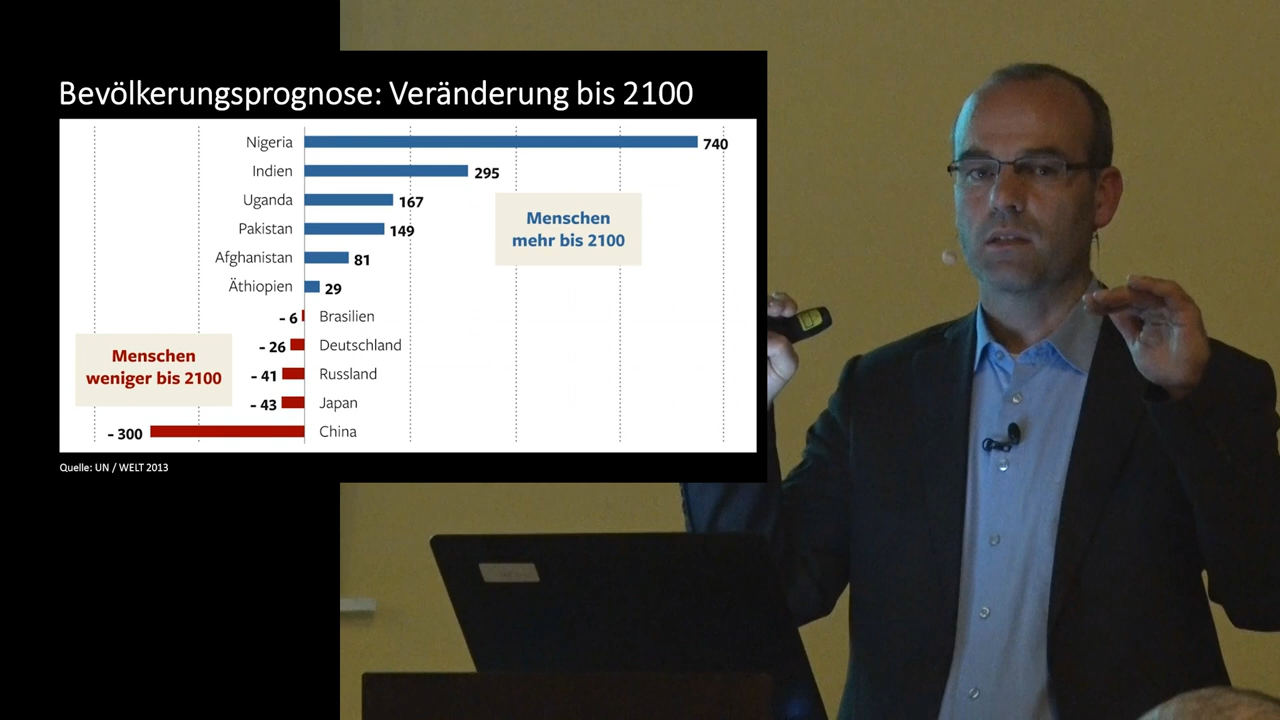 Bevölkerungsprognose: Veränderung bis 2100
Nigeria 740
Indien 295
Uganda 167
Pakistan 149
Afghanistan 81
Äthiopien 29
Menschen
mehr bis 2100
- 6 Brasilien
- 26 Deutschland
- 41 Russland
- 43 Japan
- 300 China
Menschen
weniger bis 2100
Quelle: UN / WELT 2013